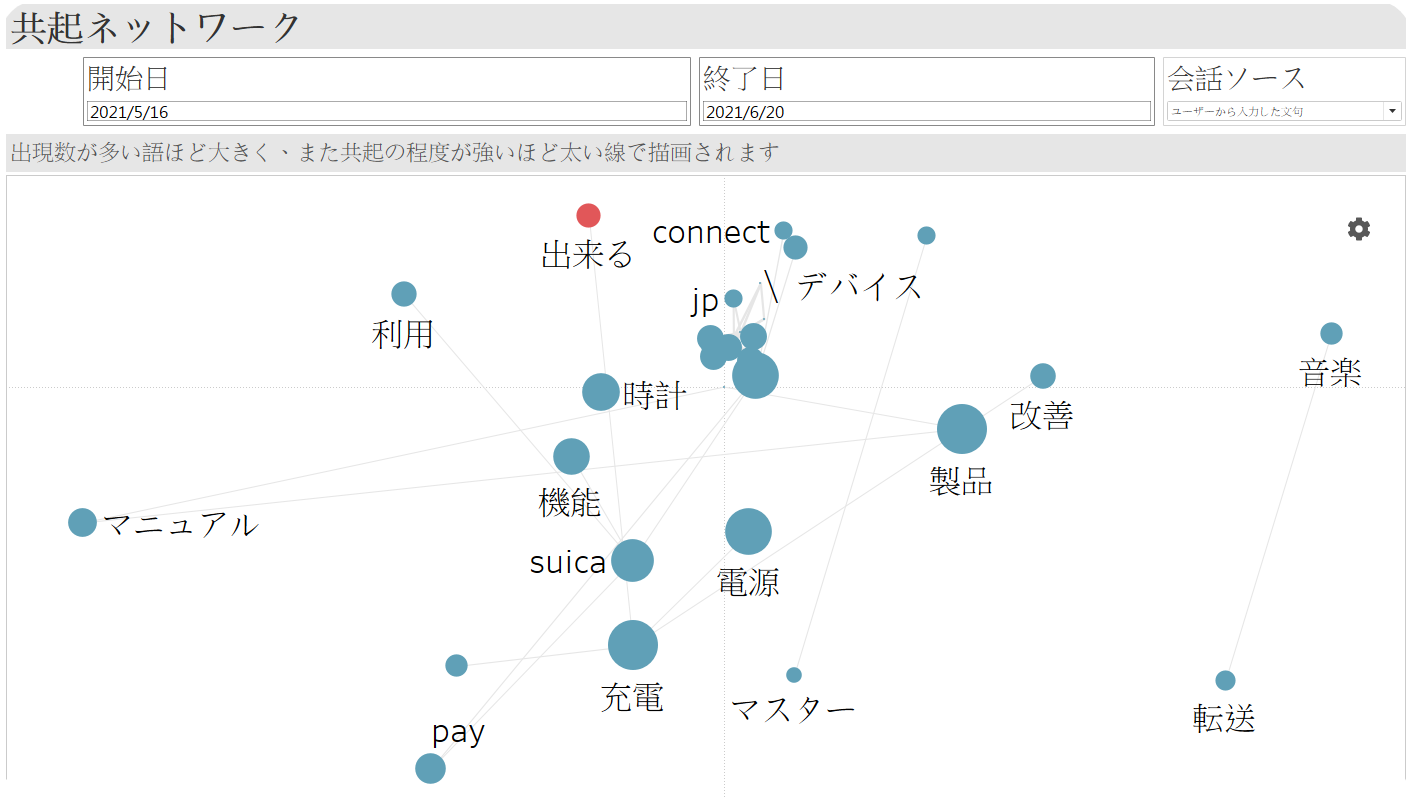 共起ネットワーク
開始日
終了日
会話ソース
2021/5/16
2021/6/20
ユーザーから入力した文句
出現数が多い語ほど大きく、また共起の程度が強いほど太い線で描画されます
connect
出来る
\ デバイス
jp
利用
音楽
時計
改善
製品
機能
マニュアル
suica
電源
充電
マスター
転送
pay